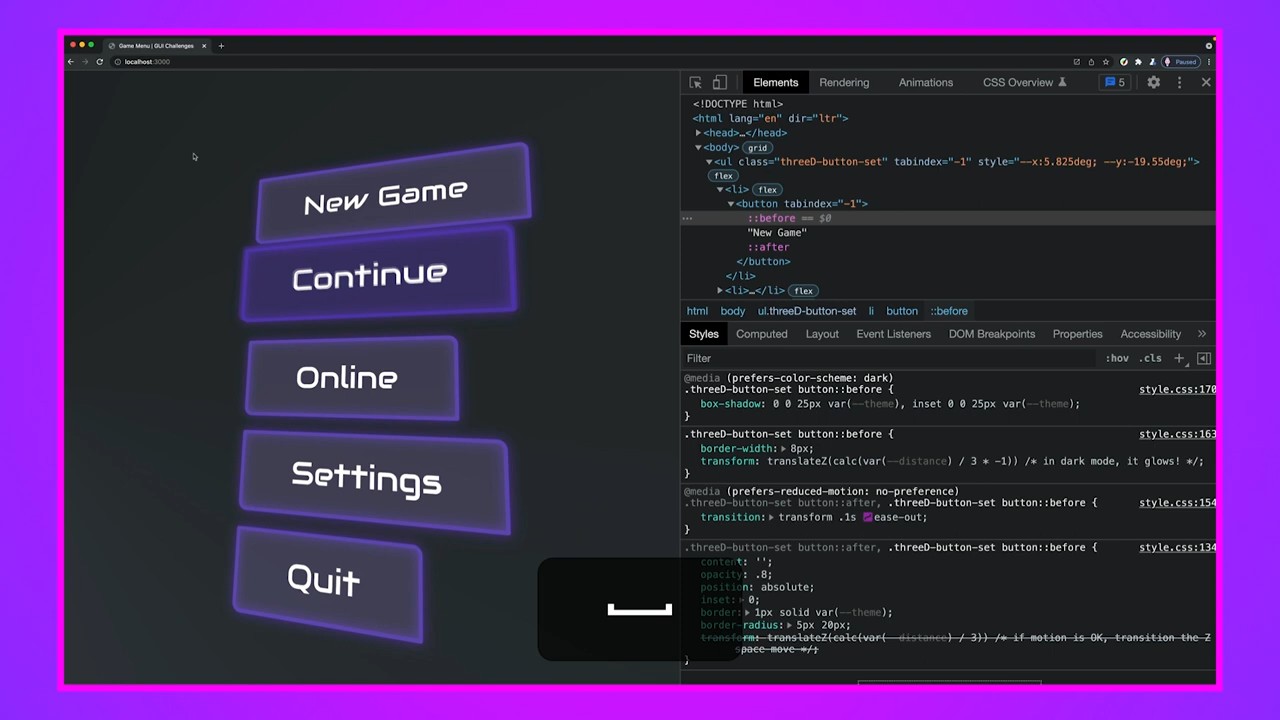 Game Menu | GUI Challenges
localhost:3000
Paused
New Game
Continue
Online
Settings
Quit
Elements Rendering Animations CSS Overview 5
<!DOCTYPE html>
<html lang="en" dir="ltr">
<head>…</head>
<body> grid
<ul class="threeD-button-set" tabindex="-1" style="--x:5.825deg; --y:-19.55deg;">
flex
<li> flex
<button tabindex="-1">
::before == $0
"New Game"
::after
</button>
</li>
<li>…</li> flex
html body ul.threeD-button-set li button ::before
Styles Computed Layout Event Listeners DOM Breakpoints Properties Accessibility »
Filter :hov .cls +
@media (prefers-color-scheme: dark)
.threeD-button-set button::before { style.css:170
box-shadow: 0 0 25px var(--theme), inset 0 0 25px var(--theme);
}
.threeD-button-set button::before { style.css:163
border-width: 8px;
transform: translateZ(calc(var(--distance) / 3 * -1)) /* in dark mode, it glows! */;
}
@media (prefers-reduced-motion: no-preference)
.threeD-button-set button::after, .threeD-button-set button::before { style.css:154
transition: transform .1s ease-out;
}
.threeD-button-set button::after, .threeD-button-set button::before { style.css:134
content: '';
opacity: .8;
position: absolute;
inset: 0;
border: 1px solid var(--theme);
border-radius: 5px 20px;
transform: translateZ(calc(var(--distance) / 3)) /* if motion is OK, transition the Z
space move */;
}